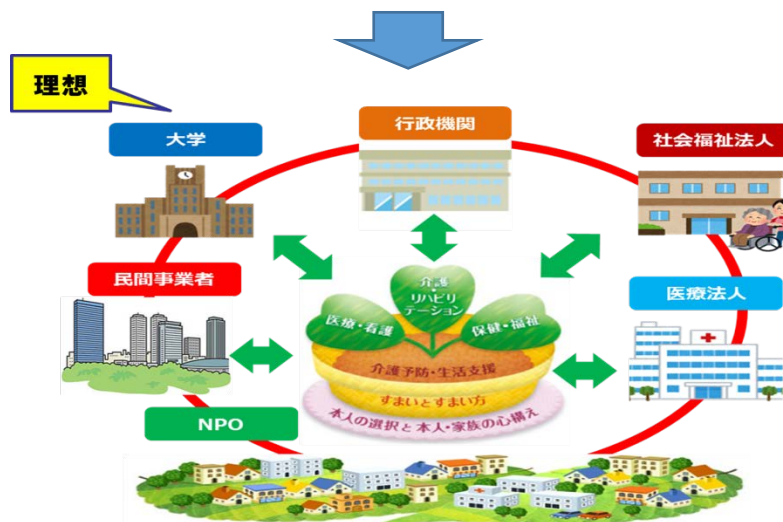 理想
大学
行政機関
社会福祉法人
民間事業者
医療法人
介護
・
リハビリ
テーション
医療・看護
保健・福祉
介護予防・生活支援
すまいとすまい方
本人の選択と本人・家族の心構え
NPO